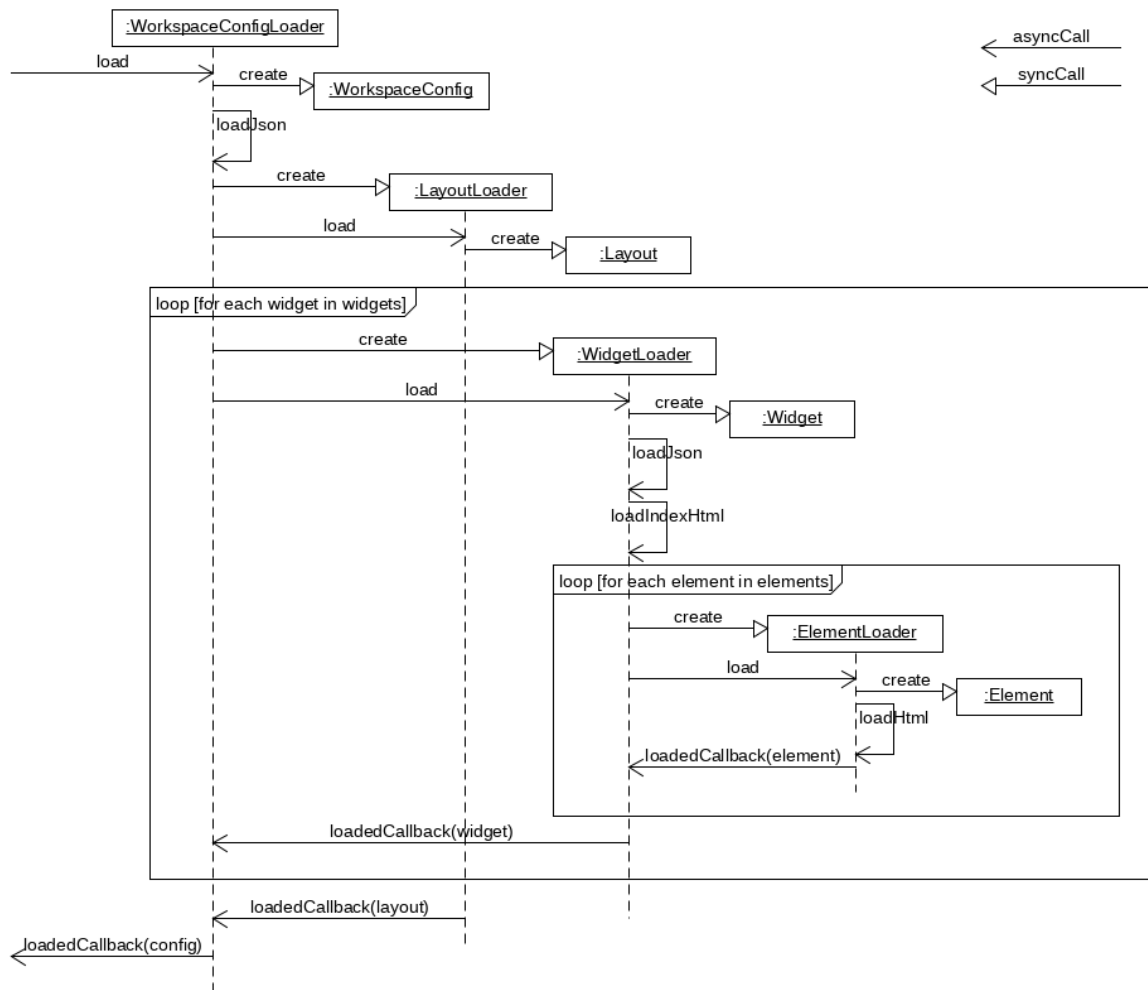 :WorkspaceConfigLoader
asyncCall
load
create
syncCall
:WorkspaceConfig
loadJson
create
:LayoutLoader
load
create
:Layout
loop [for each widget in widgets]
create
:WidgetLoader
load
create
:Widget
loadJson
loadIndexHtml
loop [for each element in elements]
create
:ElementLoader
load
create
:Element
loadHtml
loadedCallback(element)
loadedCallback(widget)
loadedCallback(layout)
loadedCallback(config)